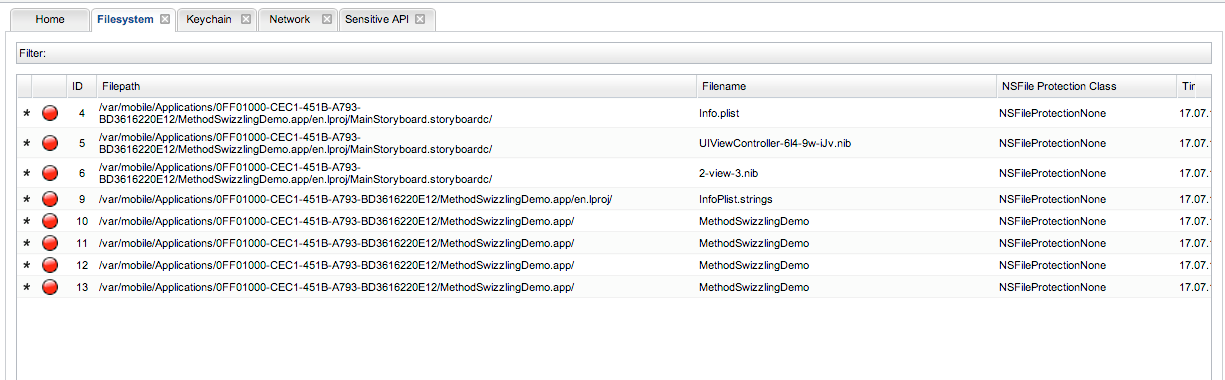 Home Filesystem Keychain Network Sensitive API
Filter:
ID Filepath Filename NSFile Protection Class Tir
* 4 /var/mobile/Applications/0FF01000-CEC1-451B-A793- Info.plist NSFileProtectionNone 17.07.
BD3616220E12/MethodSwizzlingDemo.app/en.lproj/MainStoryboard.storyboardc/
* 5 /var/mobile/Applications/0FF01000-CEC1-451B-A793- UIViewController-6l4-9w-iJv.nib NSFileProtectionNone 17.07.
BD3616220E12/MethodSwizzlingDemo.app/en.lproj/MainStoryboard.storyboardc/
* 6 /var/mobile/Applications/0FF01000-CEC1-451B-A793- 2-view-3.nib NSFileProtectionNone 17.07.
BD3616220E12/MethodSwizzlingDemo.app/en.lproj/MainStoryboard.storyboardc/
* 9 /var/mobile/Applications/0FF01000-CEC1-451B-A793-BD3616220E12/MethodSwizzlingDemo.app/en.lproj/ InfoPlist.strings NSFileProtectionNone 17.07.
* 10 /var/mobile/Applications/0FF01000-CEC1-451B-A793-BD3616220E12/MethodSwizzlingDemo.app/ MethodSwizzlingDemo NSFileProtectionNone 17.07.
* 11 /var/mobile/Applications/0FF01000-CEC1-451B-A793-BD3616220E12/MethodSwizzlingDemo.app/ MethodSwizzlingDemo NSFileProtectionNone 17.07.
* 12 /var/mobile/Applications/0FF01000-CEC1-451B-A793-BD3616220E12/MethodSwizzlingDemo.app/ MethodSwizzlingDemo NSFileProtectionNone 17.07.
* 13 /var/mobile/Applications/0FF01000-CEC1-451B-A793-BD3616220E12/MethodSwizzlingDemo.app/ MethodSwizzlingDemo NSFileProtectionNone 17.07.